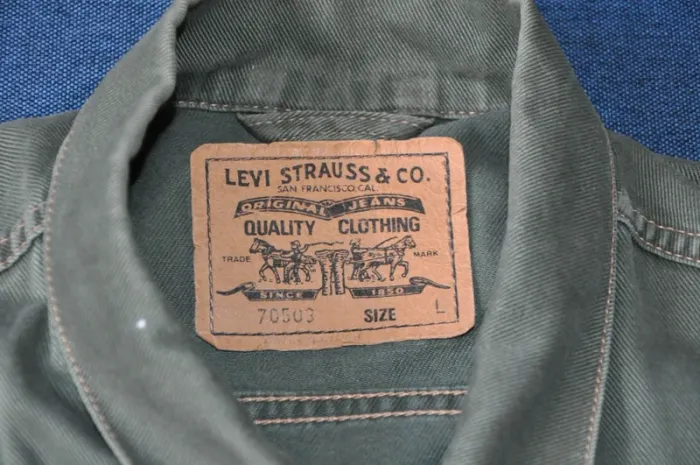 LEVI STRAUSS & CO.
SAN FRANCISCO, CAL.
ORIGINAL JEANS
QUALITY CLOTHING
TRADE MARK
SINCE 1850
70503 SIZE L